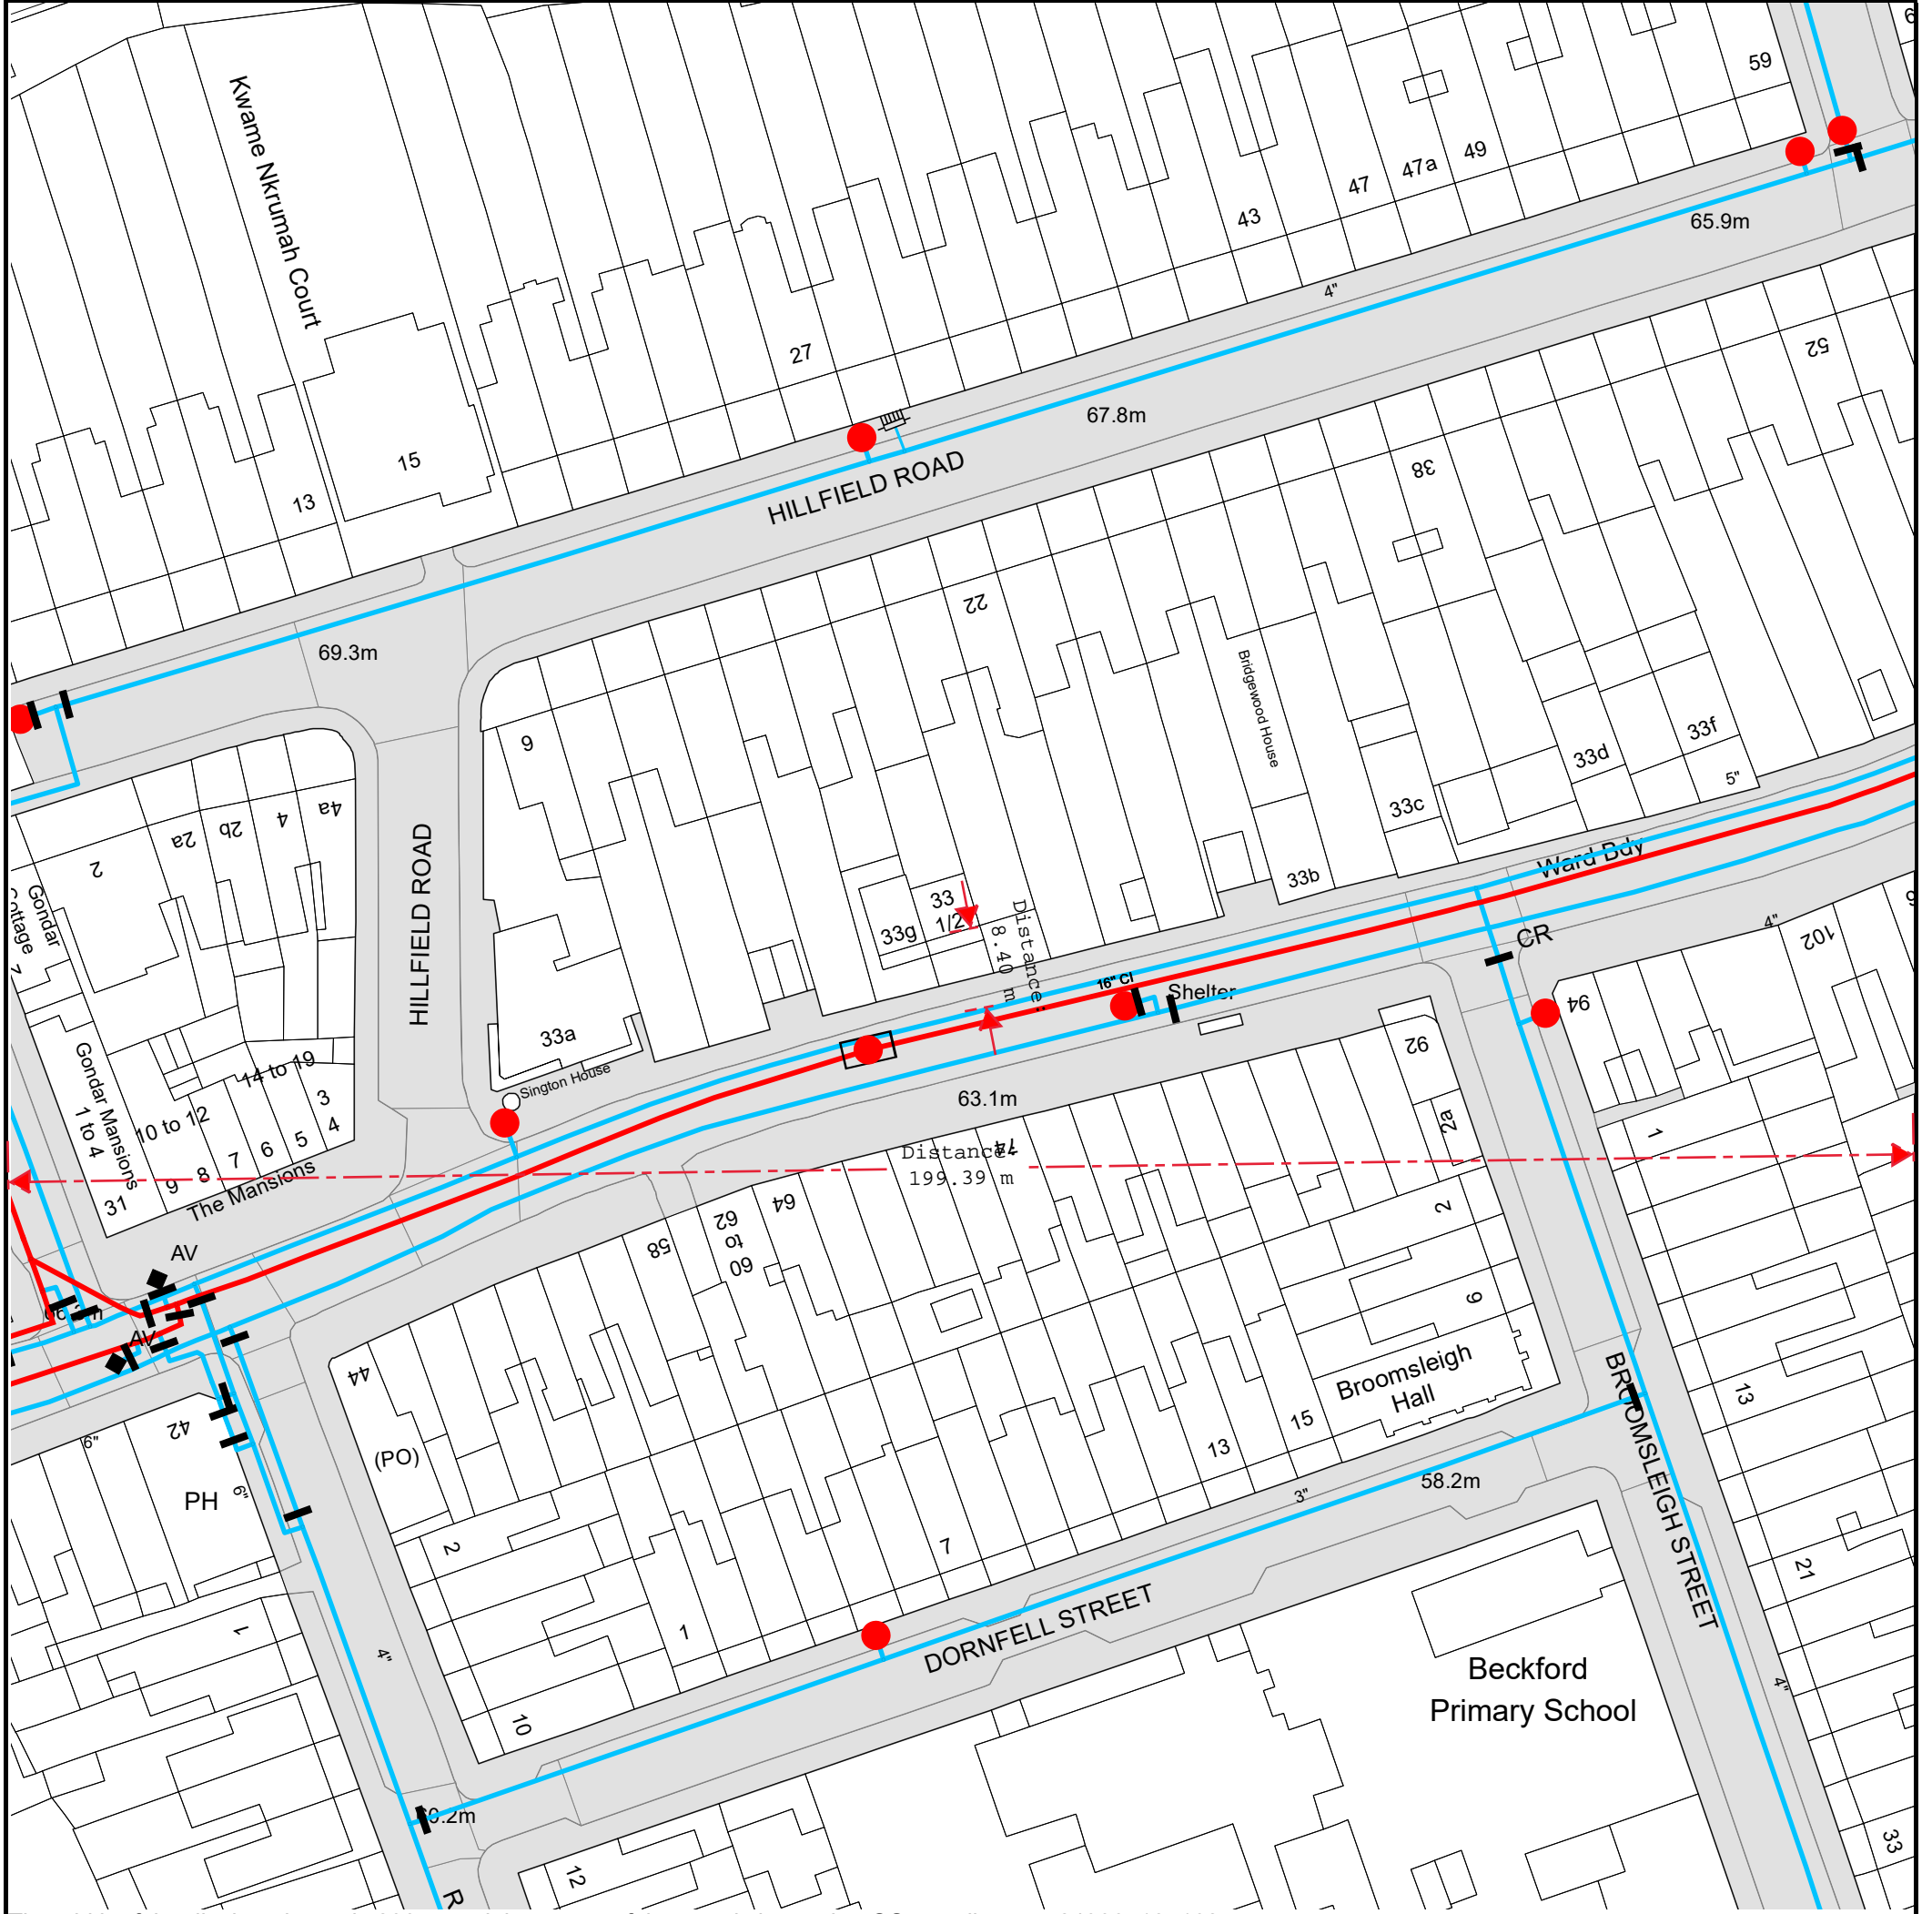 59
Kwame Nkrumah Court
49
47a
47
43
65.9m
4"
27
52
67.8m
15
38
13
HILLFIELD ROAD
22
69.3m
Bridgewood House
9
33f
33d
5"
33c
4a
4
2b
2a
2
HILLFIELD ROAD
Ward Bdy
33b
33
1/2
33g
Distance:
8.40 m
Gondar
Cottage
7
CR
4"
102
94
16" CI
Shelter
33a
Sington House
92
2a
14 to 19
3
4
5
6
7
8
9
10 to 12
Gondar Mansions
1 to 4
31
The Mansions
63.1m
74
Distance:
199.39 m
1
2
64
62
to
60
58
AV
AV
9
Broomsleigh
Hall
44
15
13
13
42
6"
(PO)
PH
6"
BROOMSLEIGH STREET
58.2m
3"
7
2
1
21
1
DORNFELL STREET
4"
Beckford
Primary School
4"
10
12
33
R